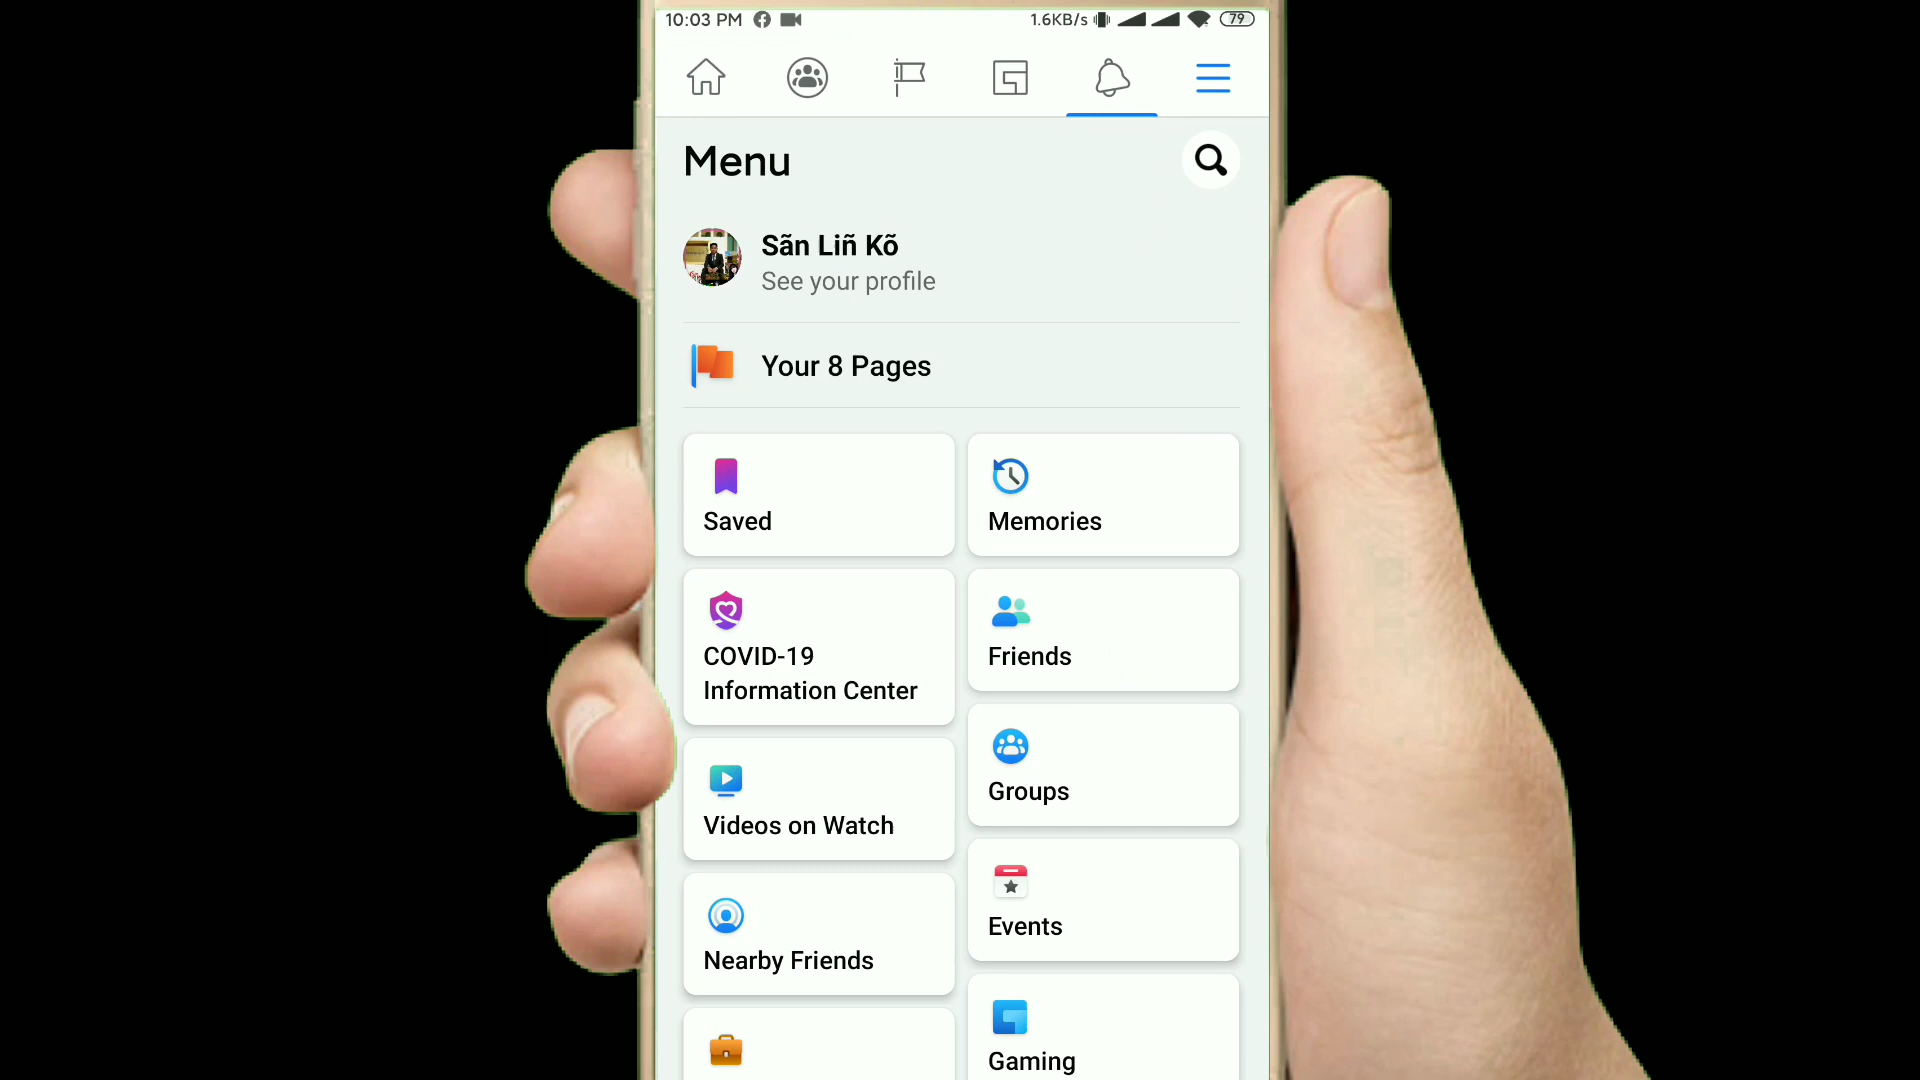 10:03 PM
1.6KB/s
79
Menu
Sãn Liñ Kõ
See your profile
Your 8 Pages
Saved
Memories
COVID-19
Information Center
Friends
Groups
Videos on Watch
Events
Nearby Friends
Gaming